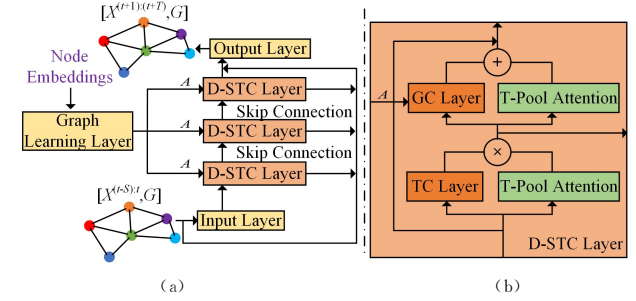 [X^{(t+1):(t+T)},G]
Node
Embeddings
Output Layer
A
D-STC Layer
Skip Connection
Graph
Learning Layer
A
D-STC Layer
Skip Connection
A
D-STC Layer
[X^{(t-S):t},G]
Input Layer
(a)
+
A
GC Layer
T-Pool Attention
×
TC Layer
T-Pool Attention
D-STC Layer
(b)